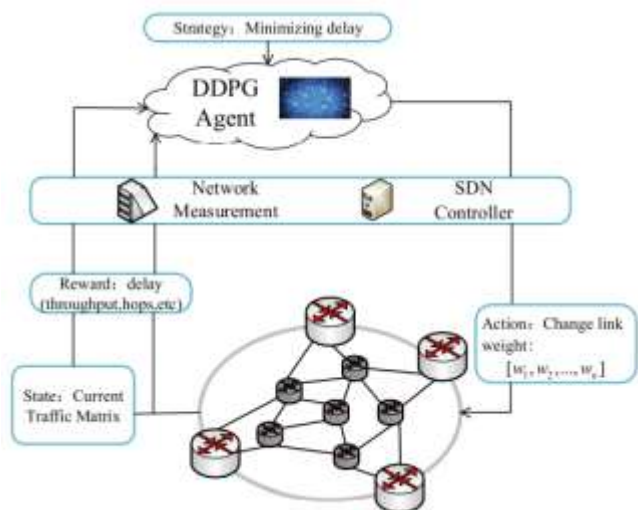 Strategy：Minimizing delay
DDPG
Agent
Network
Measurement
SDN
Controller
Reward：delay
(throughput,hops,etc)
Action：Change link
weight：
[w₁,w₂,...,wₙ]
State：Current
Traffic Matrix